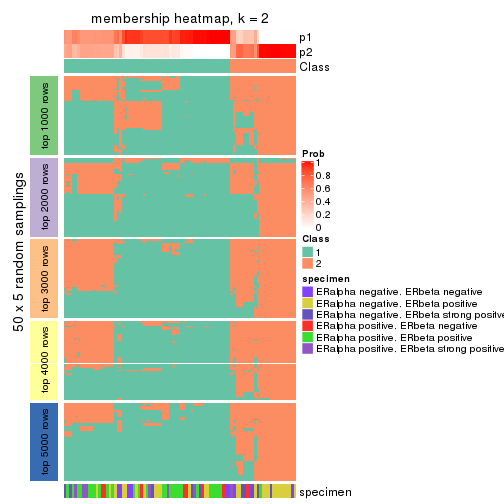 membership heatmap, k = 2
p1
p2
Class
50 x 5 random samplings
top 1000 rows
top 2000 rows
top 3000 rows
top 4000 rows
top 5000 rows
specimen
Prob
1
0.8
0.6
0.4
0.2
0
Class
1
2
specimen
ERalpha negative. ERbeta negative
ERalpha negative. ERbeta positive
ERalpha negative. ERbeta strong positive
ERalpha positive. ERbeta negative
ERalpha positive. ERbeta positive
ERalpha positive. ERbeta strong positive